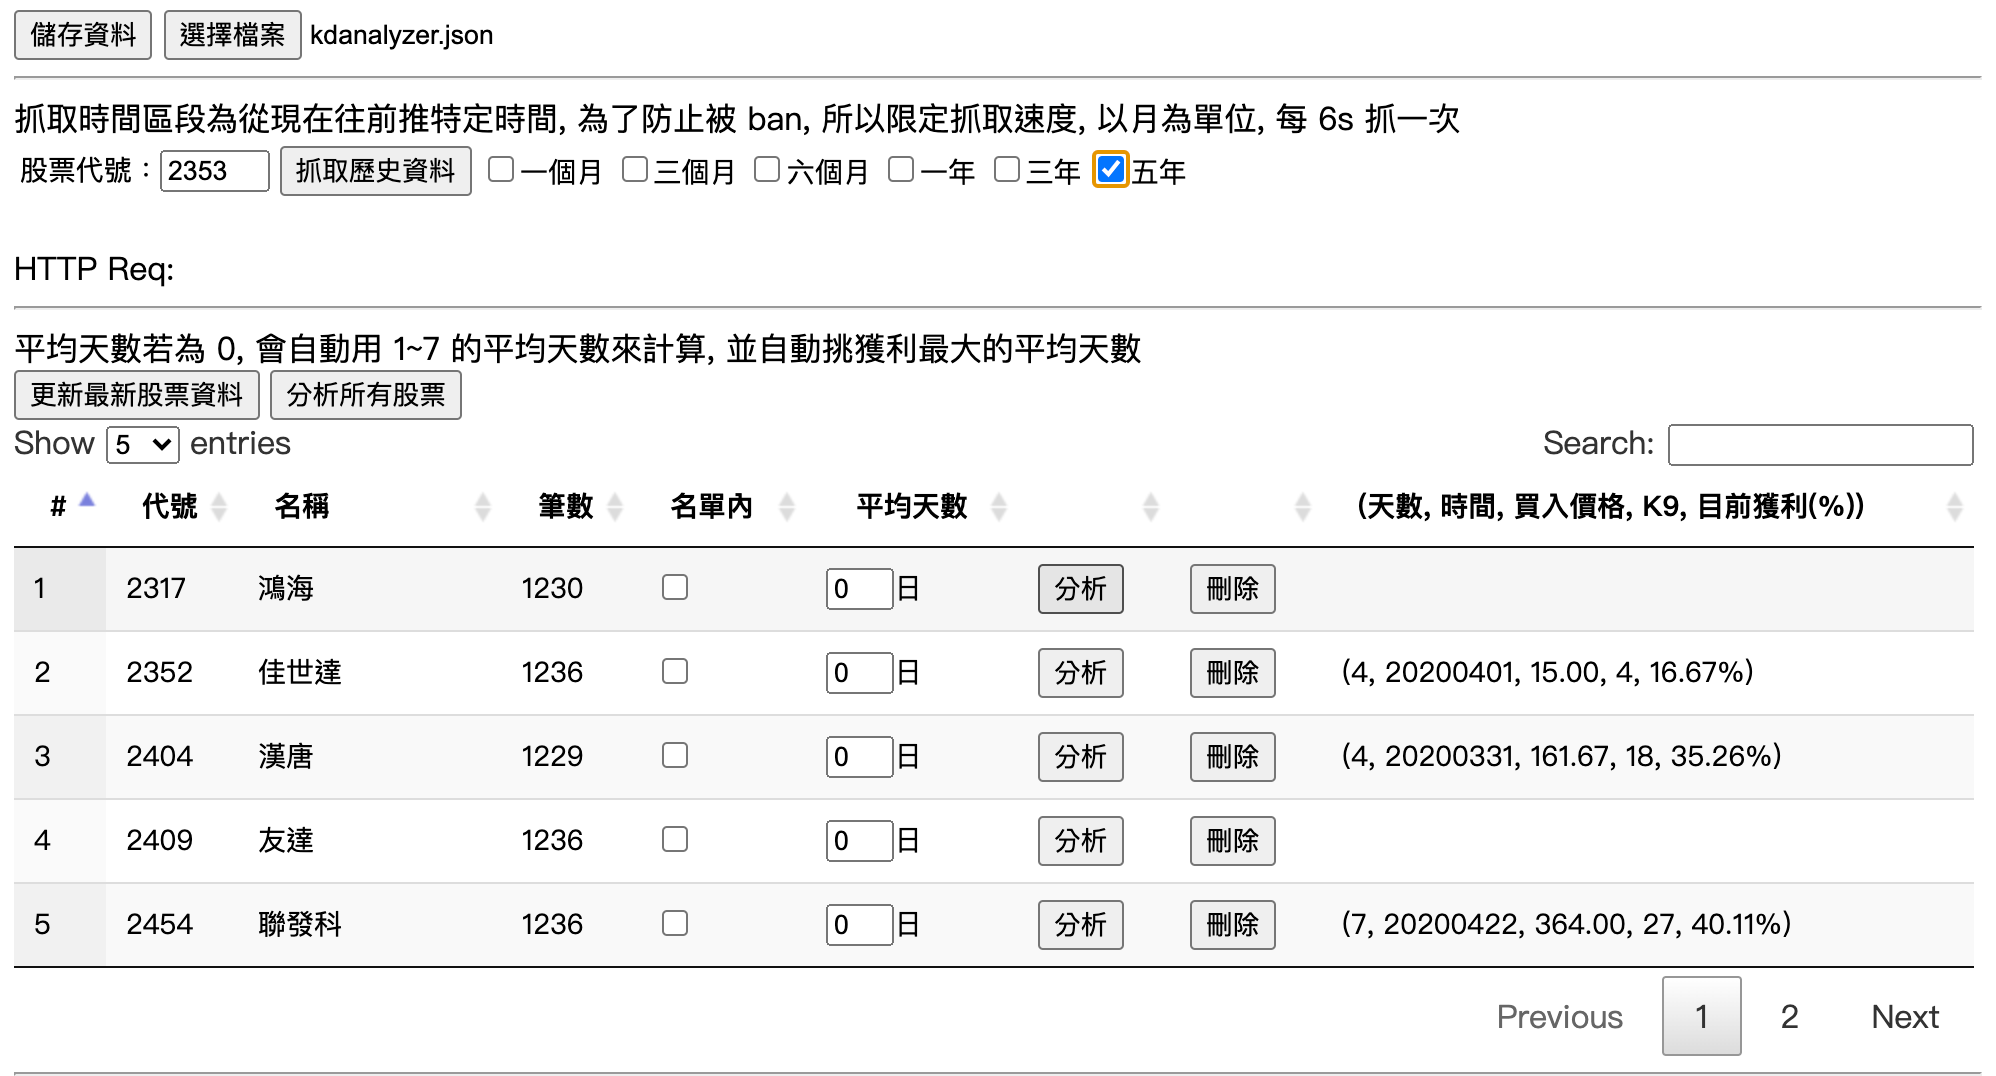 儲存資料 選擇檔案 kdanalyzer.json
抓取時間區段為從現在往前推特定時間, 為了防止被 ban, 所以限定抓取速度, 以月為單位, 每 6s 抓一次
股票代號： 2353 抓取歷史資料 一個月 三個月 六個月 一年 三年 五年
HTTP Req:
平均天數若為 0, 會自動用 1~7 的平均天數來計算, 並自動挑獲利最大的平均天數
更新最新股票資料 分析所有股票
Show 5 entries Search:
# 代號 名稱 筆數 名單內 平均天數 (天數, 時間, 買入價格, K9, 目前獲利(%))
1 2317 鴻海 1230 0 日 分析 刪除
2 2352 佳世達 1236 0 日 分析 刪除 (4, 20200401, 15.00, 4, 16.67%)
3 2404 漢唐 1229 0 日 分析 刪除 (4, 20200331, 161.67, 18, 35.26%)
4 2409 友達 1236 0 日 分析 刪除
5 2454 聯發科 1236 0 日 分析 刪除 (7, 20200422, 364.00, 27, 40.11%)
Previous 1 2 Next